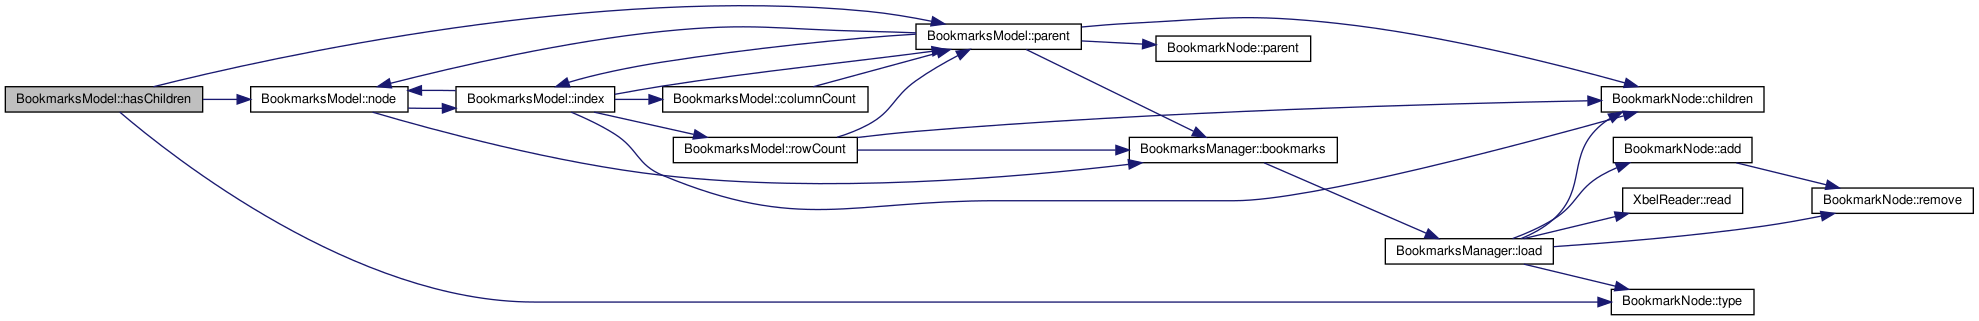 BookmarksModel::hasChildren
BookmarksModel::node
BookmarksModel::index
BookmarksModel::parent
BookmarksModel::columnCount
BookmarksModel::rowCount
BookmarkNode::parent
BookmarksManager::bookmarks
BookmarksManager::load
BookmarkNode::children
BookmarkNode::add
XbelReader::read
BookmarkNode::remove
BookmarkNode::type